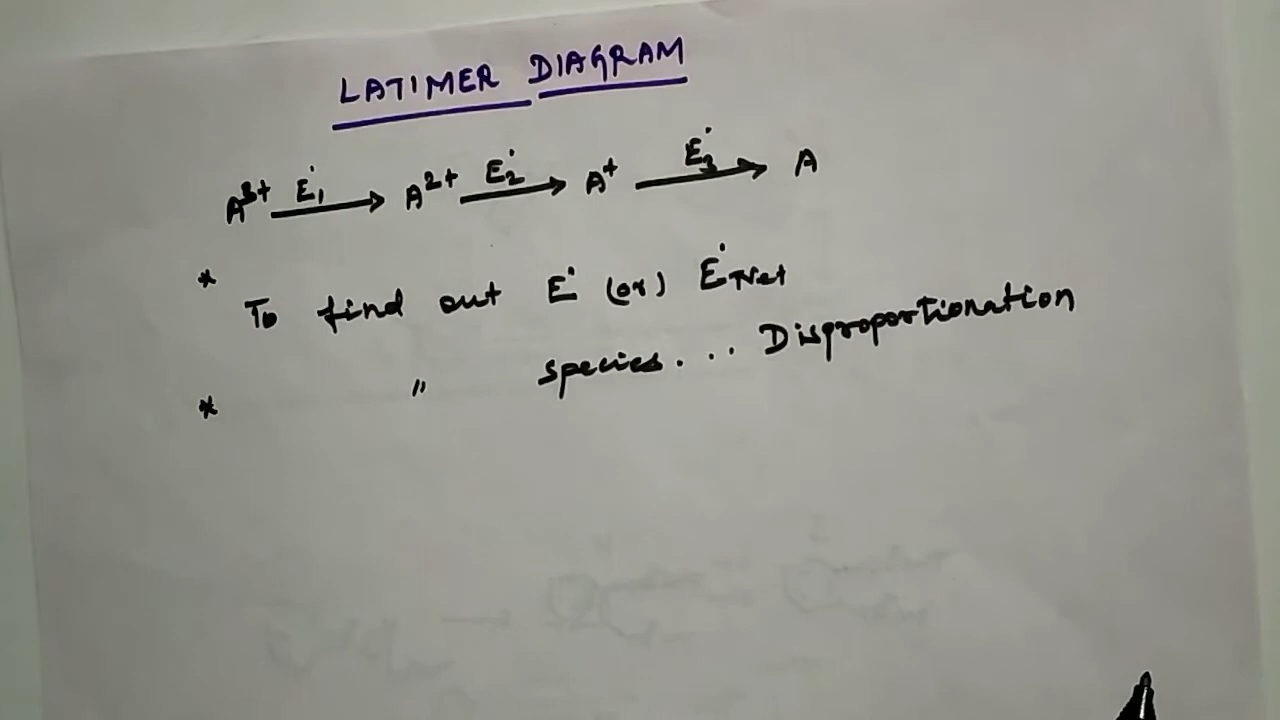 LATIMER DIAGRAM
A³⁺ —E°₁→ A²⁺ —E°₂→ A⁺ —E°₃→ A
* To find out E° (or) E°Net
* " species... Disproportionation